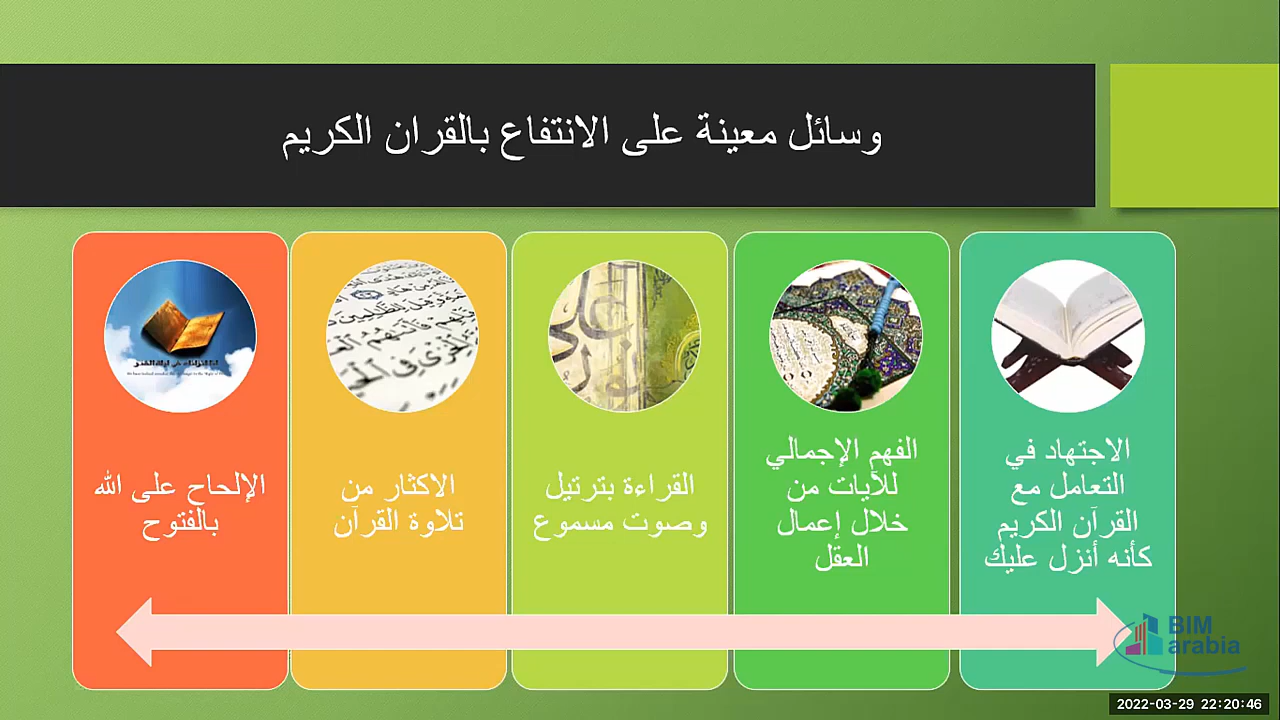 وسائل معينة على الانتفاع بالقران الكريم
الاجتهاد في
التعامل مع
القرآن الكريم
كأنه أنزل عليك
الفهم الإجمالي
للآيات من
خلال إعمال
العقل
القراءة بترتيل
وصوت مسموع
الاكثار من
تلاوة القرآن
الإلحاح على الله
بالفتوح
BIM
arabia
2022-03-29 22:20:46